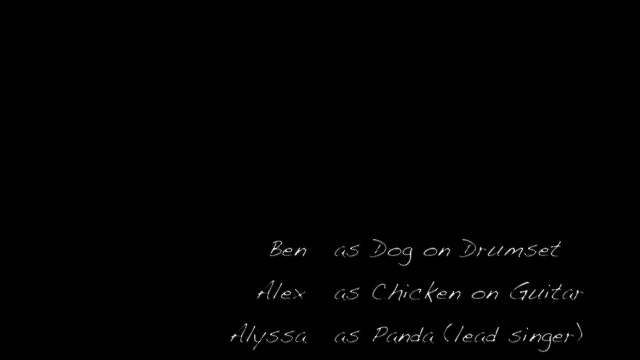 Ben as Dog on Drumset
Alex as Chicken on Guitar
Alyssa as Panda (lead singer)